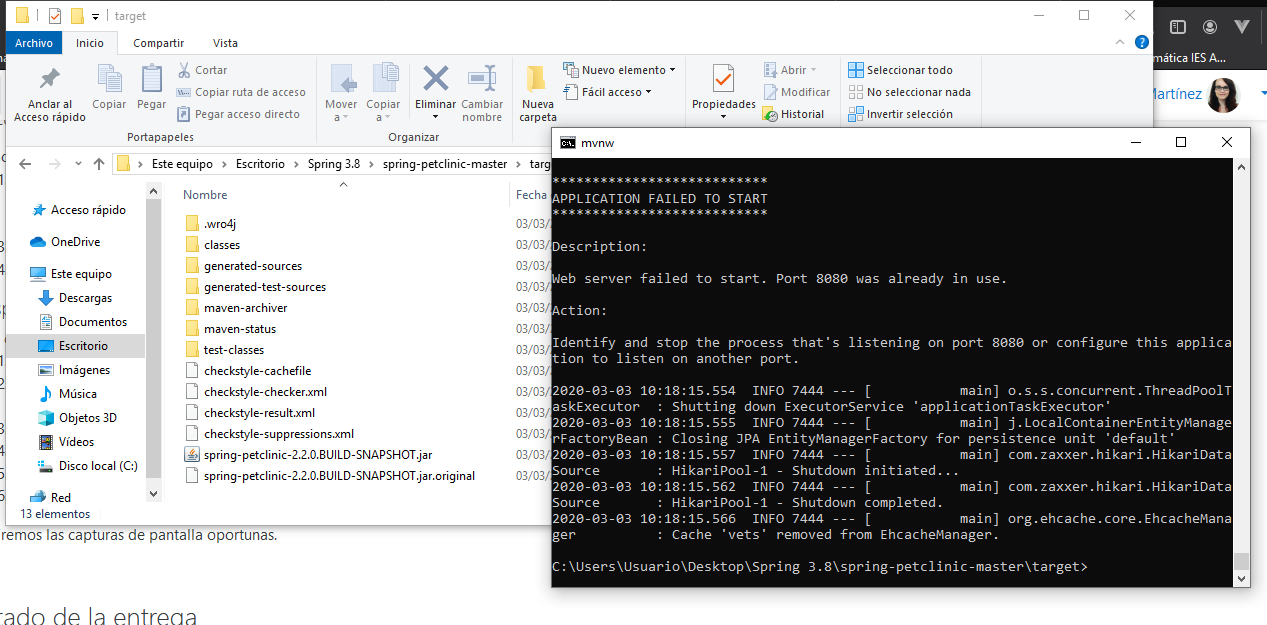 target
Archivo Inicio Compartir Vista
Anclar al
Acceso rápido
Copiar
Pegar
Cortar
Copiar ruta de acceso
Pegar acceso directo
Portapapeles
Mover
a
Copiar
a
Eliminar
Cambiar
nombre
Organizar
Nueva
carpeta
Nuevo elemento
Fácil acceso
Propiedades
Abrir
Modificar
Historial
Seleccionar todo
No seleccionar nada
Invertir selección
mática IES A...
Martínez
Este equipo > Escritorio > Spring 3.8 > spring-petclinic-master > targ
Acceso rápido
OneDrive
Este equipo
Descargas
Documentos
Escritorio
Imágenes
Música
Objetos 3D
Vídeos
Disco local (C:)
Red
13 elementos
Nombre Fecha
.wro4j 03/03/
classes 03/03/
generated-sources 03/03/
generated-test-sources 03/03/
maven-archiver 03/03/
maven-status 03/03/
test-classes 03/03/
checkstyle-cachefile 03/03/
checkstyle-checker.xml 03/03/
checkstyle-result.xml 03/03/
checkstyle-suppressions.xml 03/03/
spring-petclinic-2.2.0.BUILD-SNAPSHOT.jar 03/03/
spring-petclinic-2.2.0.BUILD-SNAPSHOT.jar.original 03/03/
mvnw
***************************
APPLICATION FAILED TO START
***************************
Description:
Web server failed to start. Port 8080 was already in use.
Action:
Identify and stop the process that's listening on port 8080 or configure this applica
tion to listen on another port.
2020-03-03 10:18:15.554  INFO 7444 --- [           main] o.s.s.concurrent.ThreadPoolT
askExecutor  : Shutting down ExecutorService 'applicationTaskExecutor'
2020-03-03 10:18:15.555  INFO 7444 --- [           main] j.LocalContainerEntityManage
rFactoryBean : Closing JPA EntityManagerFactory for persistence unit 'default'
2020-03-03 10:18:15.557  INFO 7444 --- [           main] com.zaxxer.hikari.HikariData
Source       : HikariPool-1 - Shutdown initiated...
2020-03-03 10:18:15.562  INFO 7444 --- [           main] com.zaxxer.hikari.HikariData
Source       : HikariPool-1 - Shutdown completed.
2020-03-03 10:18:15.566  INFO 7444 --- [           main] org.ehcache.core.EhcacheMana
ger          : Cache 'vets' removed from EhcacheManager.
C:\Users\Usuario\Desktop\Spring 3.8\spring-petclinic-master\target>
remos las capturas de pantalla oportunas.
tado de la entrega